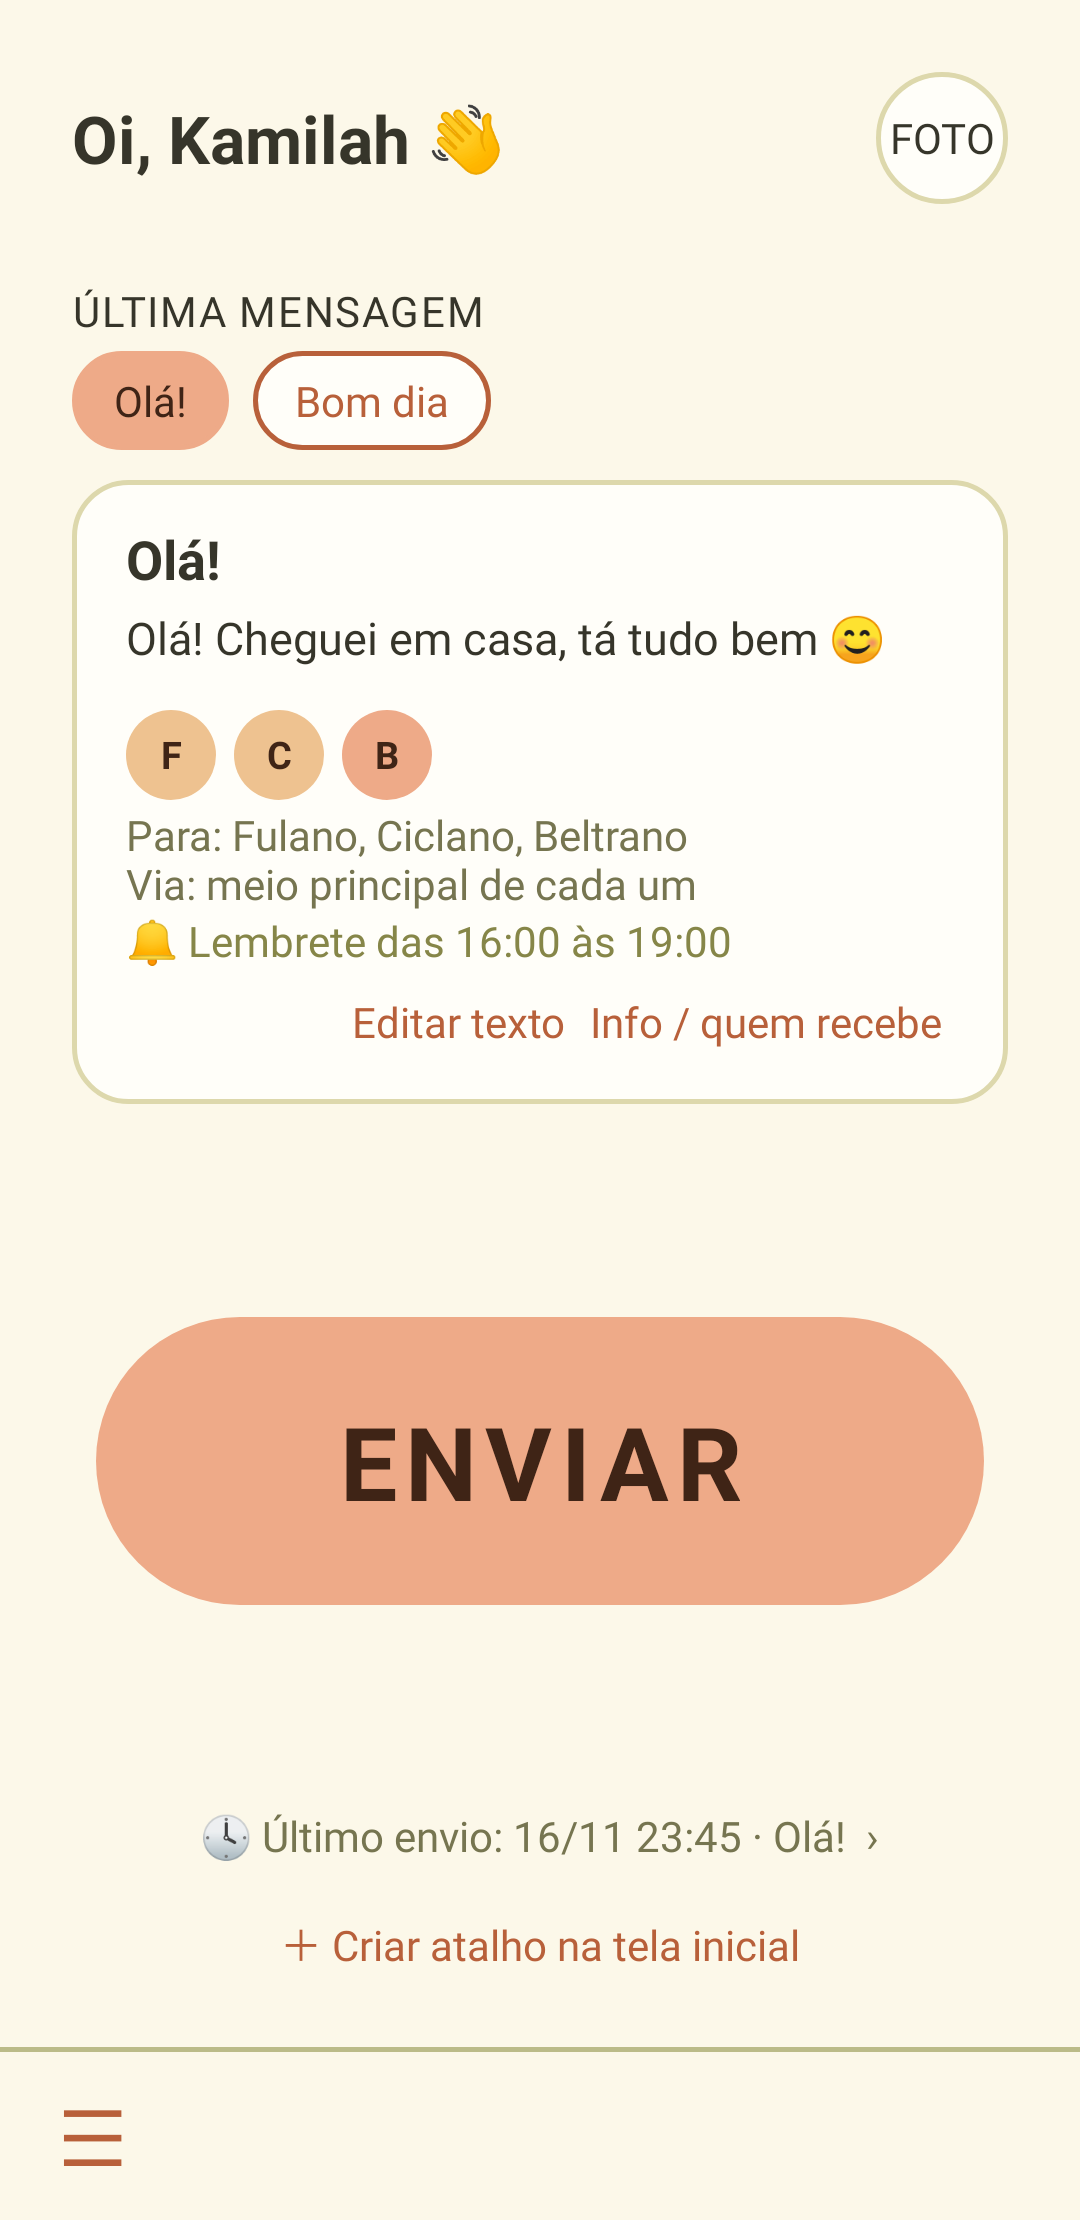 Oi, Kamilah 👋
FOTO
ÚLTIMA MENSAGEM
Olá!
Bom dia
Olá!
Olá! Cheguei em casa, tá tudo bem 😊
F C B
Para: Fulano, Ciclano, Beltrano
Via: meio principal de cada um
🔔 Lembrete das 16:00 às 19:00
Editar texto Info / quem recebe
ENVIAR
🕓 Último envio: 16/11 23:45 · Olá! ›
+ Criar atalho na tela inicial